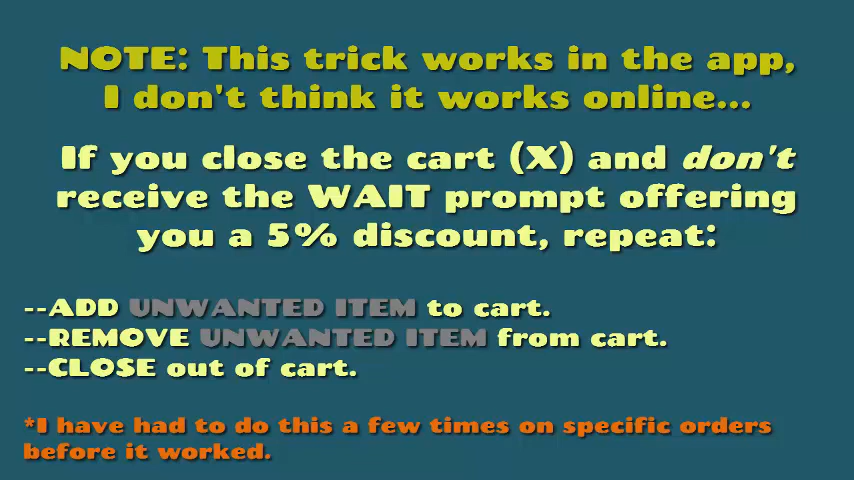 NOTE: This trick works in the app,
I don't think it works online...
If you close the cart (X) and don't
receive the WAIT prompt offering
you a 5% discount, repeat:
--ADD UNWANTED ITEM to cart.
--REMOVE UNWANTED ITEM from cart.
--CLOSE out of cart.
*I have had to do this a few times on specific orders
before it worked.